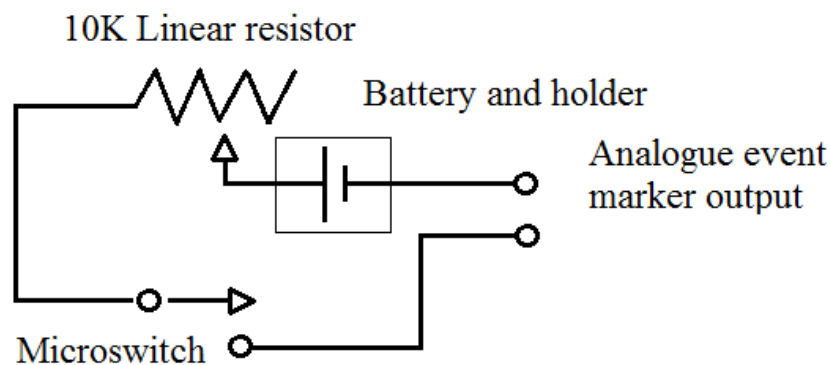 10K Linear resistor
Battery and holder
Analogue event
marker output
Microswitch